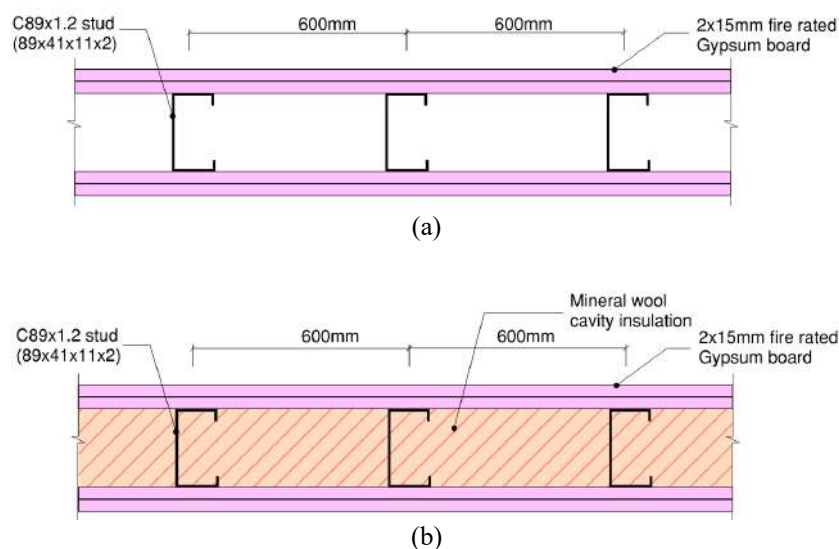 C89x1.2 stud
(89x41x11x2)
600mm
600mm
2x15mm fire rated
Gypsum board
(a)
Mineral wool
cavity insulation
C89x1.2 stud
(89x41x11x2)
600mm
600mm
2x15mm fire rated
Gypsum board
(b)